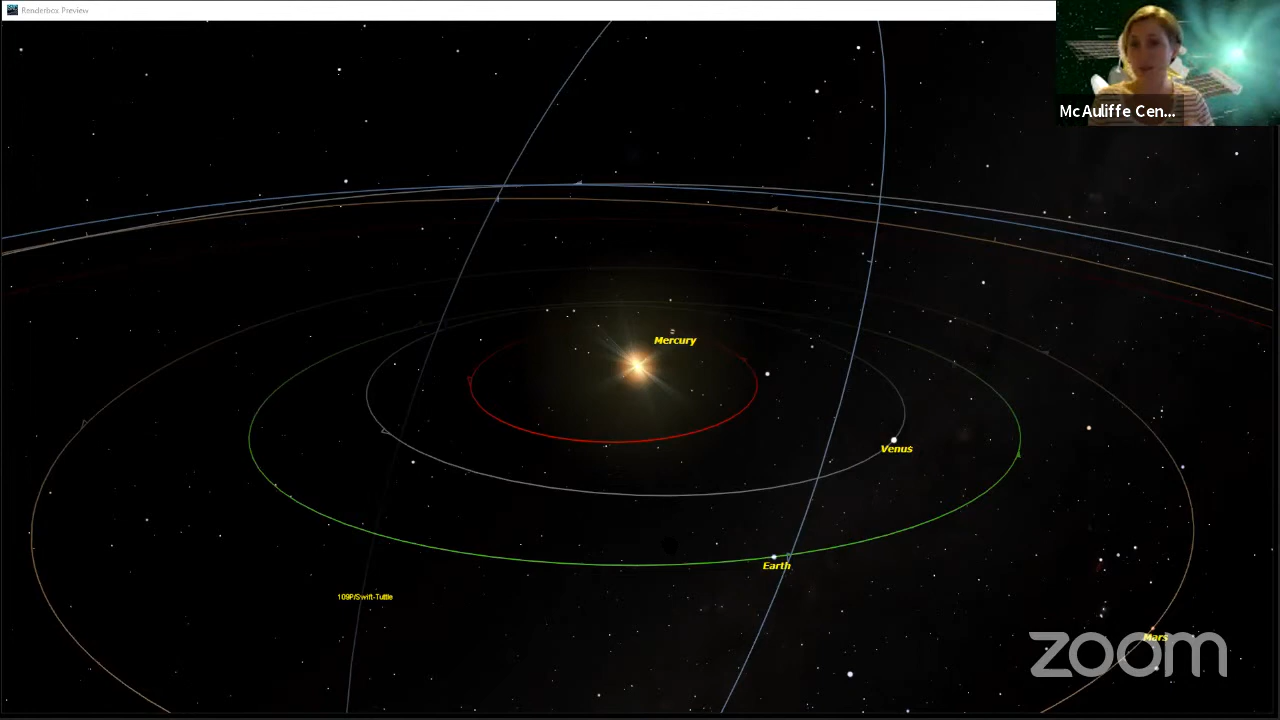 Renderbox Preview
McAuliffe Cen...
Mercury
Venus
Earth
109P/Swift-Tuttle
Mars
zoom